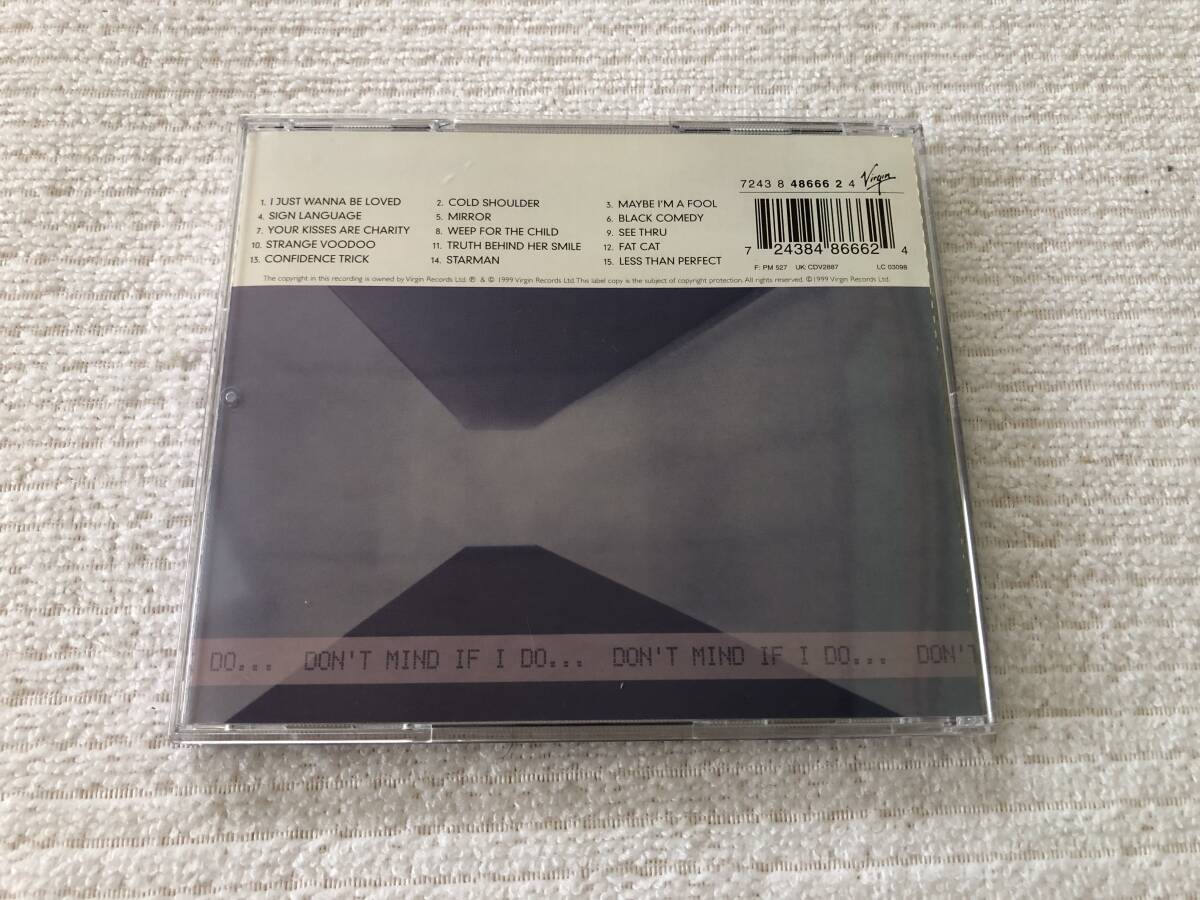 7243 8 48666 2 4 Virgin
1. I JUST WANNA BE LOVED 2. COLD SHOULDER 3. MAYBE I'M A FOOL
4. SIGN LANGUAGE 5. MIRROR 6. BLACK COMEDY
7. YOUR KISSES ARE CHARITY 8. WEEP FOR THE CHILD 9. SEE THRU
10. STRANGE VOODOO 11. TRUTH BEHIND HER SMILE 12. FAT CAT
13. CONFIDENCE TRICK 14. STARMAN 15. LESS THAN PERFECT
7 24384 86662 4
F: PM 527 UK: CDV2887 LC 03098
The copyright in this recording is owned by Virgin Records Ltd. ℗ & © 1999 Virgin Records Ltd. This label copy is the subject of copyright protection. All rights reserved. ©1999 Virgin Records Ltd.
DO... DON'T MIND IF I DO... DON'T MIND IF I DO... DON'T